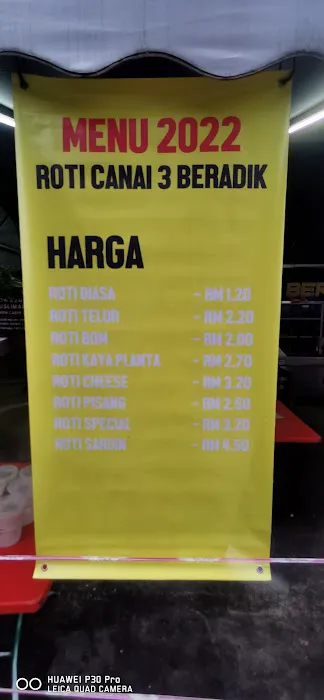 MENU 2022
ROTI CANAI 3 BERADIK
HARGA
ROTI BIASA - RM 1.20
ROTI TELUR - RM 2.20
ROTI BOM - RM 2.00
ROTI KAYA PLANTA - RM 2.70
ROTI CHEESE - RM 3.20
ROTI PISANG - RM 2.50
ROTI SPECIAL - RM 3.20
ROTI SARDIN - RM 4.50
BER
HUAWEI P30 Pro
LEICA QUAD CAMERA